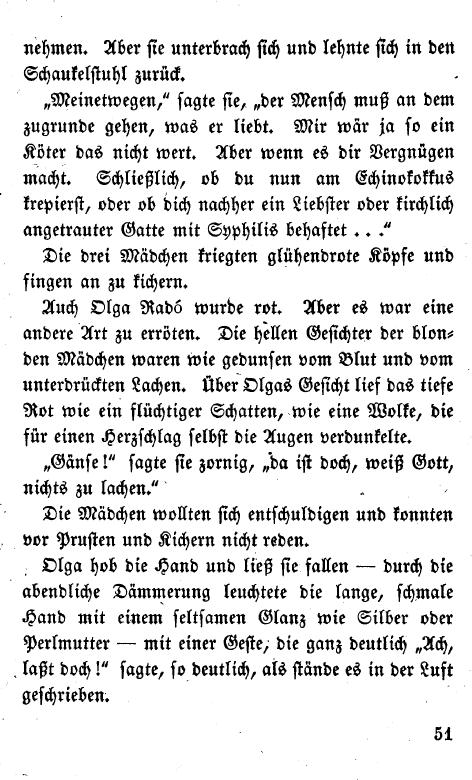 nehmen. Aber sie unterbrach sich und lehnte sich in den
Schaukelstuhl zurück.
„Meinetwegen,“ sagte sie, „der Mensch muß an dem
zugrunde gehen, was er liebt. Mir wär ja so ein
Köter das nicht wert. Aber wenn es dir Vergnügen
macht. Schließlich, ob du nun am Echinokokkus
krepierst, oder ob dich nachher ein Liebster oder kirchlich
angetrauter Gatte mit Syphilis behaftet . . .“
Die drei Mädchen kriegten glühendrote Köpfe und
fingen an zu kichern.
Auch Olga Radó wurde rot. Aber es war eine
andere Art zu erröten. Die hellen Gesichter der blon-
den Mädchen waren wie gedunsen vom Blut und vom
unterdrückten Lachen. Über Olgas Gesicht lief das tiefe
Rot wie ein flüchtiger Schatten, wie eine Wolke, die
für einen Herzschlag selbst die Augen verdunkelte.
„Gänse!“ sagte sie zornig, „da ist doch, weiß Gott,
nichts zu lachen.“
Die Mädchen wollten sich entschuldigen und konnten
vor Prusten und Kichern nicht reden.
Olga hob die Hand und ließ sie fallen — durch die
abendliche Dämmerung leuchtete die lange, schmale
Hand mit einem seltsamen Glanz wie Silber oder
Perlmutter — mit einer Geste, die ganz deutlich „Ach,
laßt doch!“ sagte, so deutlich, als stände es in der Luft
geschrieben.
51